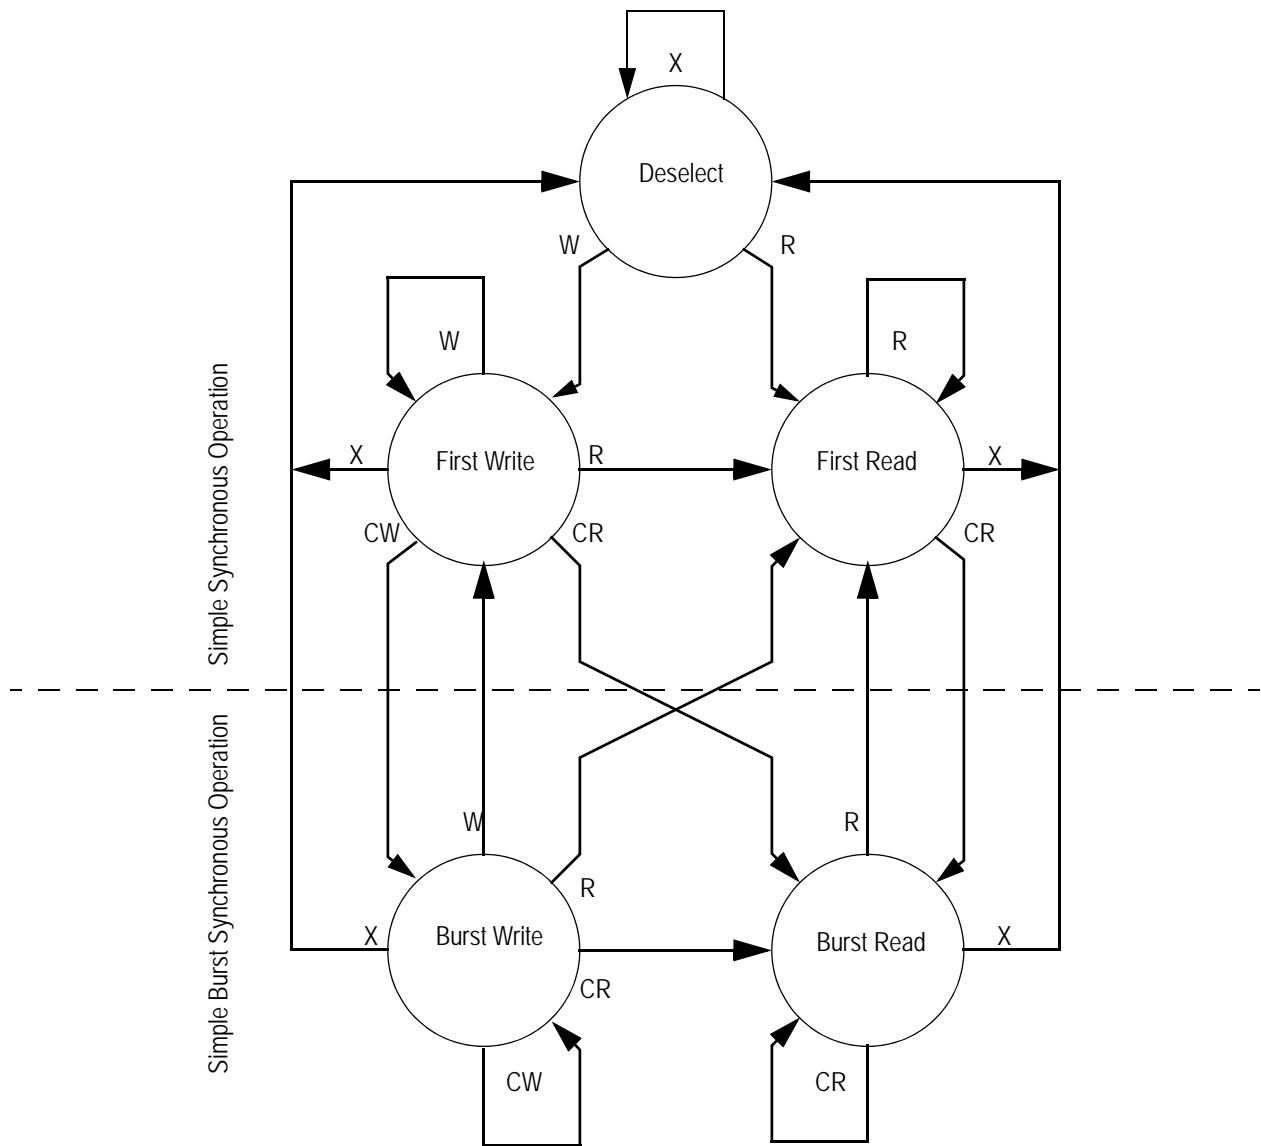 X
Deselect
W
R
W
R
Simple Synchronous Operation
X
First Write
R
First Read
X
CW
CR
CR
Simple Burst Synchronous Operation
W
R
R
X
Burst Write
Burst Read
X
CR
CW
CR